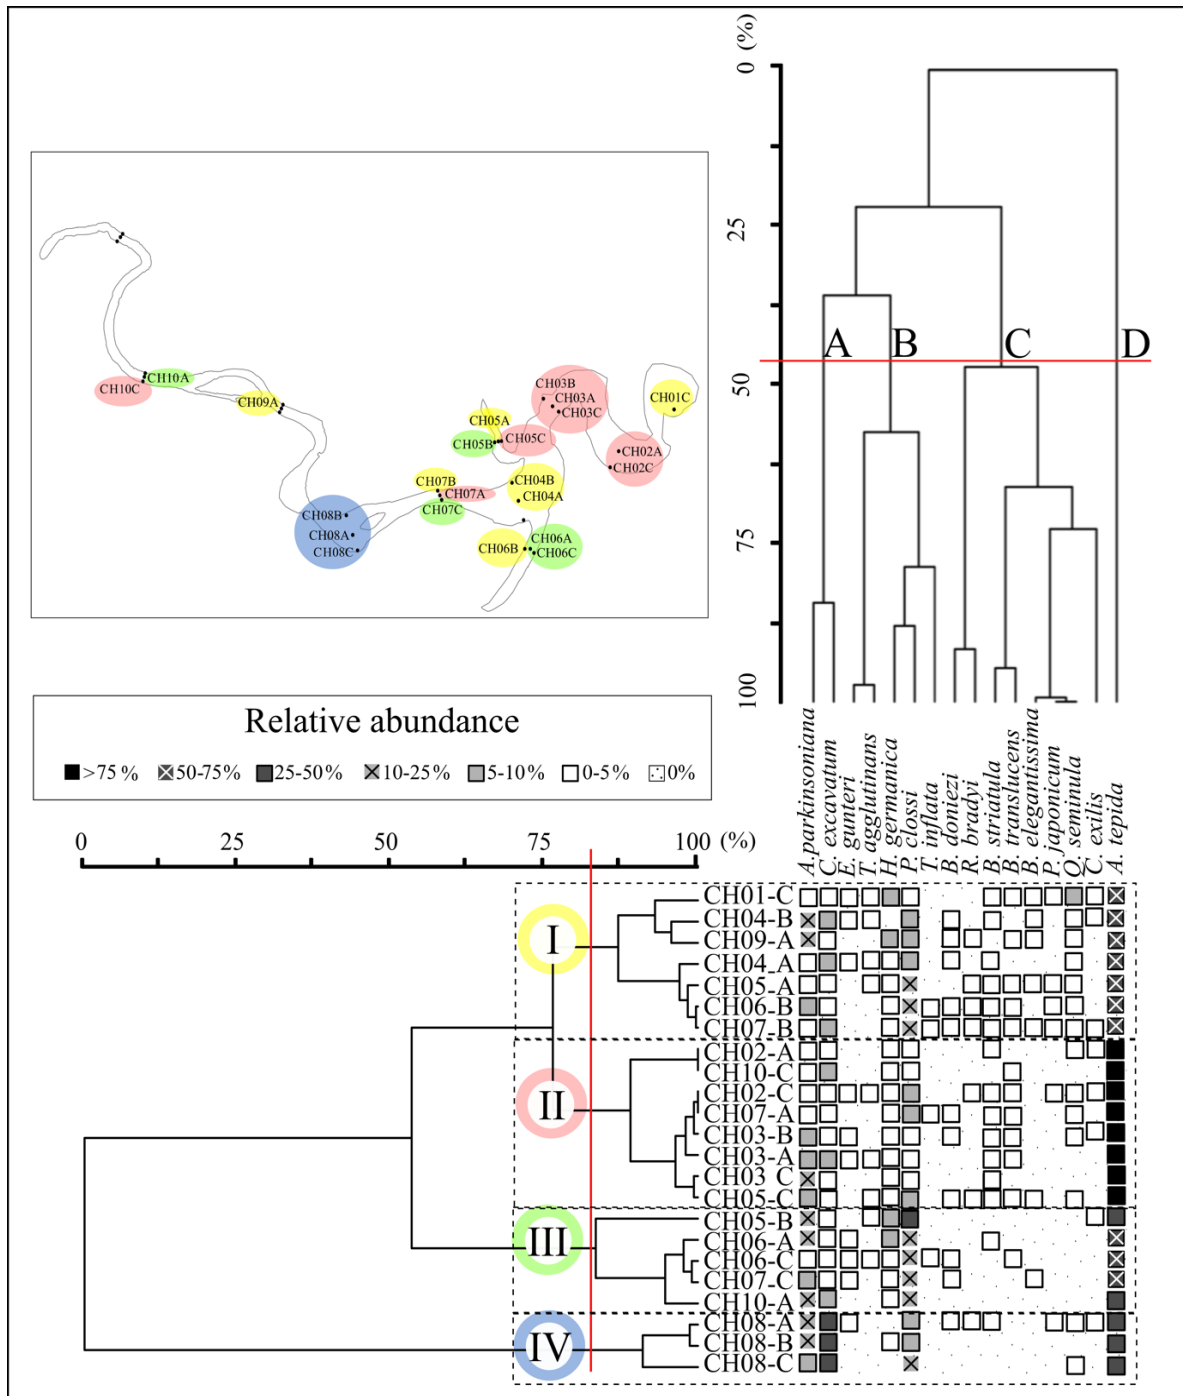 0 (%)
25
50
75
100
A
B
C
D
CH10C
CH10A
CH09A
CH08B
CH08A
CH08C
CH07B
CH07A
CH07C
CH05A
CH05B
CH05C
CH03B
CH03A
CH03C
CH01C
CH02A
CH02C
CH04B
CH04A
CH06B
CH06A
CH06C
Relative abundance
>75 % 50-75% 25-50% 10-25% 5-10% 0-5% 0%
A.parkinsoniana
C. excavatum
E. gunteri
T. agglutinans
H. germanica
P. clossi
T. inflata
B. doniezi
R. bradyi
B. striatula
B. translucens
B. elegantissima
P. japonicum
Q. seminula
C. exilis
A. tepida
0 25 50 75 100 (%)
I
II
III
IV
CH01-C
CH04-B
CH09-A
CH04-A
CH05-A
CH06-B
CH07-B
CH02-A
CH10-C
CH02-C
CH07-A
CH03-B
CH03-A
CH03 C
CH05-C
CH05-B
CH06-A
CH06-C
CH07-C
CH10-A
CH08-A
CH08-B
CH08-C